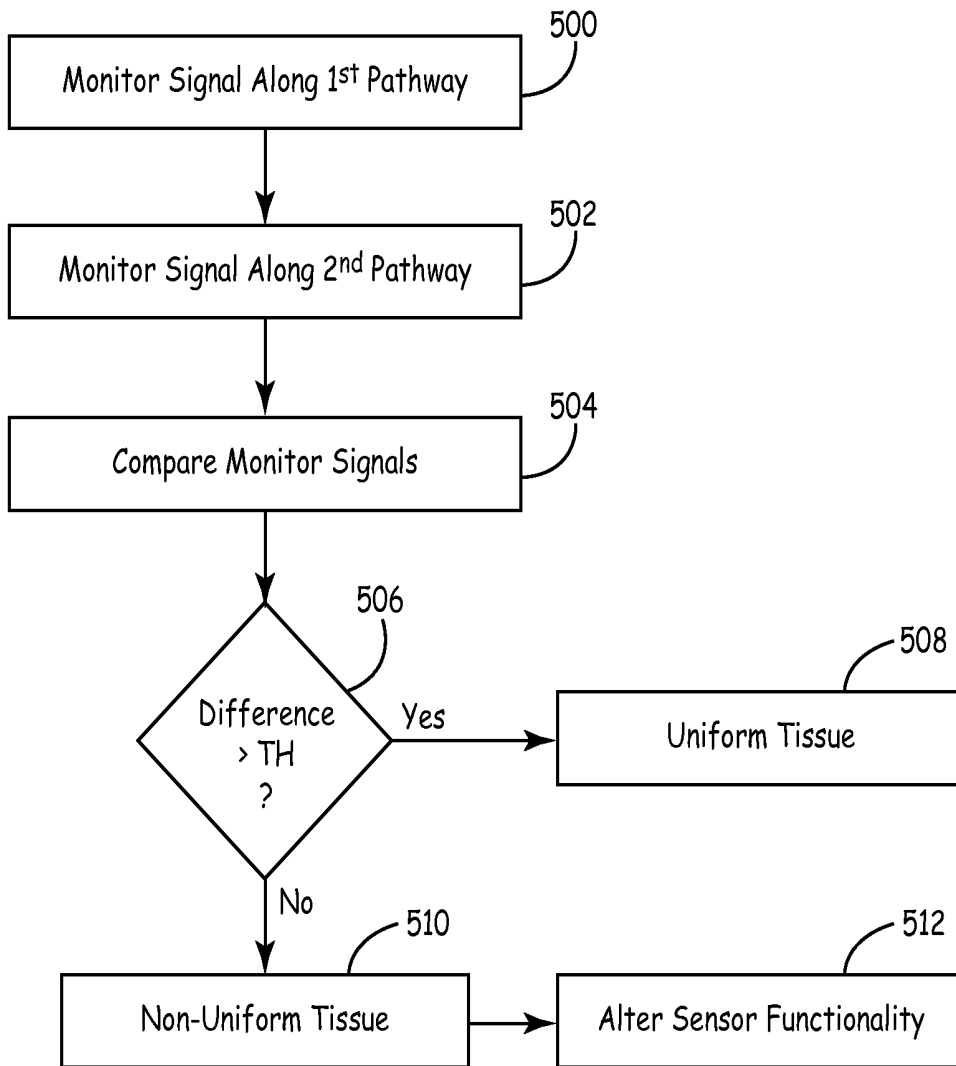 500
Monitor Signal Along 1st Pathway
502
Monitor Signal Along 2nd Pathway
504
Compare Monitor Signals
506
Difference
> TH
?
Yes
508
Uniform Tissue
No
510
Non-Uniform Tissue
512
Alter Sensor Functionality